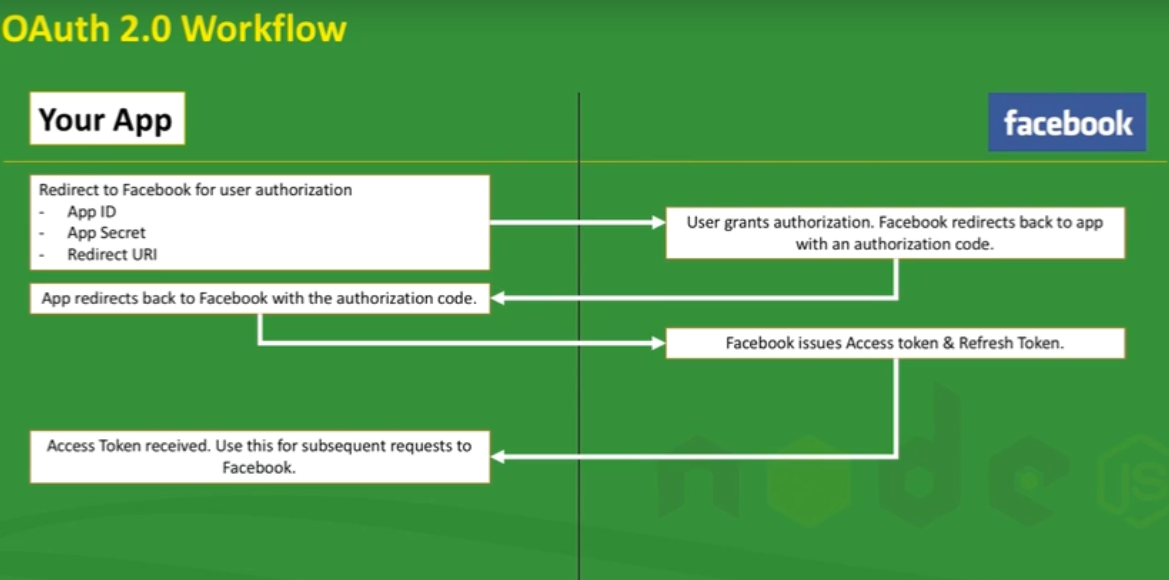 OAuth 2.0 Workflow
Your App
facebook
Redirect to Facebook for user authorization
- App ID
- App Secret
- Redirect URI
User grants authorization. Facebook redirects back to app
with an authorization code.
App redirects back to Facebook with the authorization code.
Facebook issues Access token & Refresh Token.
Access Token received. Use this for subsequent requests to
Facebook.
node
JS